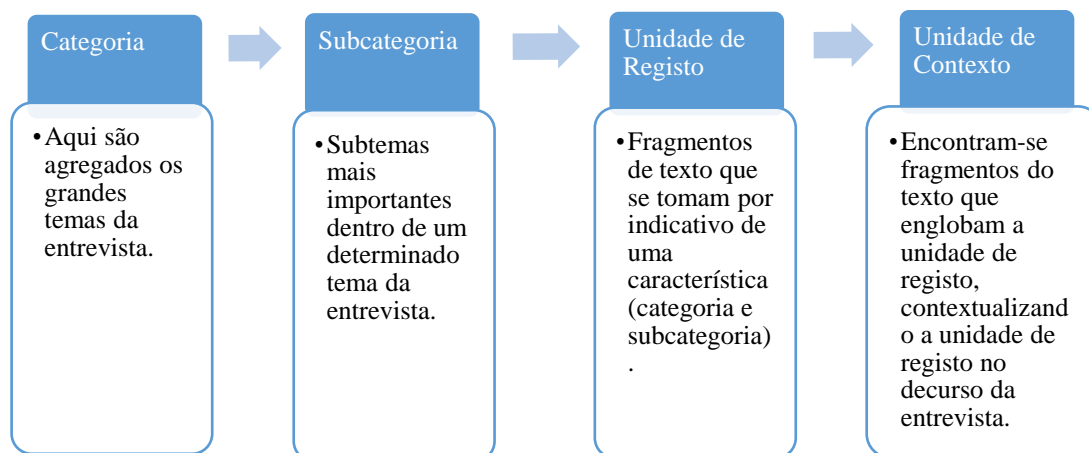 Categoria
•Aqui são
agregados os
grandes
temas da
entrevista.
Subcategoria
•Subtemas
mais
importantes
dentro de um
determinado
tema da
entrevista.
Unidade de
Registo
•Fragmentos
de texto que
se tomam por
indicativo de
uma
característica
(categoria e
subcategoria)
.
Unidade de
Contexto
•Encontram-se
fragmentos do
texto que
englobam a
unidade de
registo,
contextualizand
o a unidade de
registo no
decurso da
entrevista.